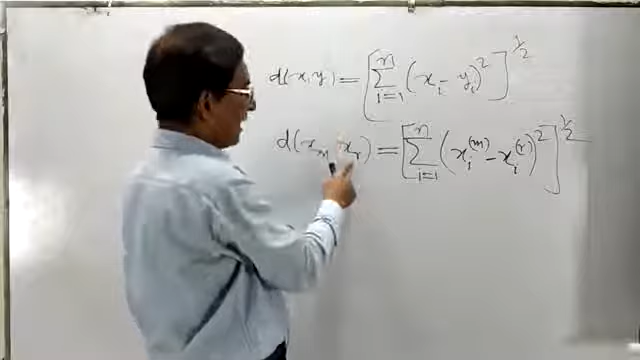 d(x, y) = [∑_{i=1}^{n} (x_i - y_i)^2]^{1/2}
d(x_m, x_r) = [∑_{i=1}^{n} (x_i^{(m)} - x_i^{(r)})^2]^{1/2}